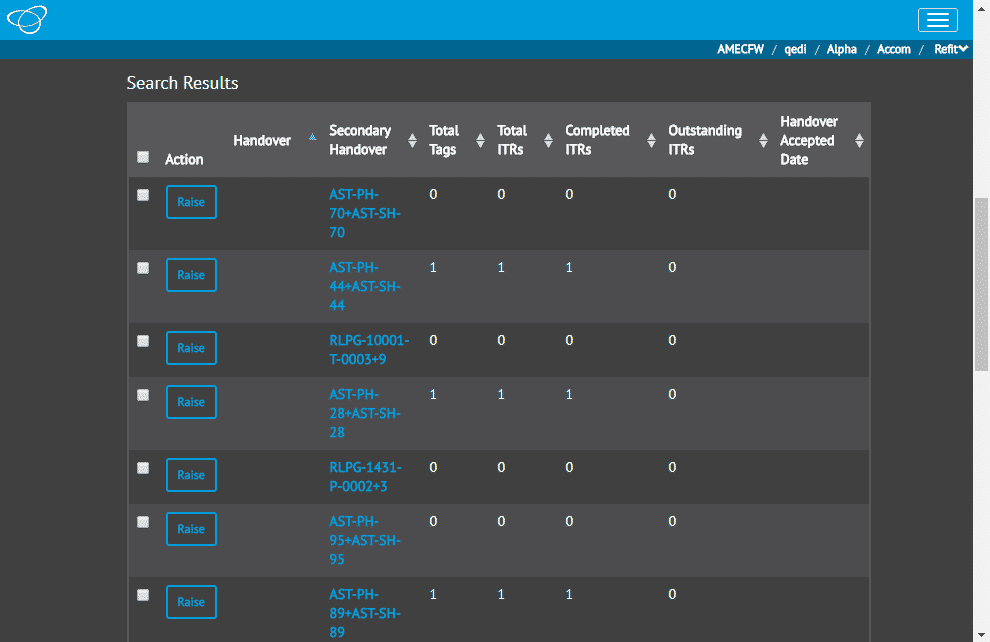 AMECFW / qedi / Alpha / Accom / Refit
Search Results
Action
Handover
Secondary
Handover
Total
Tags
Total
ITRs
Completed
ITRs
Outstanding
ITRs
Handover
Accepted
Date
Raise
AST-PH-
70+AST-SH-
70
0 0 0 0
Raise
AST-PH-
44+AST-SH-
44
1 1 1 0
Raise
RLPG-10001-
T-0003+9
0 0 0 0
Raise
AST-PH-
28+AST-SH-
28
1 1 1 0
Raise
RLPG-1431-
P-0002+3
0 0 0 0
Raise
AST-PH-
95+AST-SH-
95
0 0 0 0
Raise
AST-PH-
89+AST-SH-
89
1 1 1 0